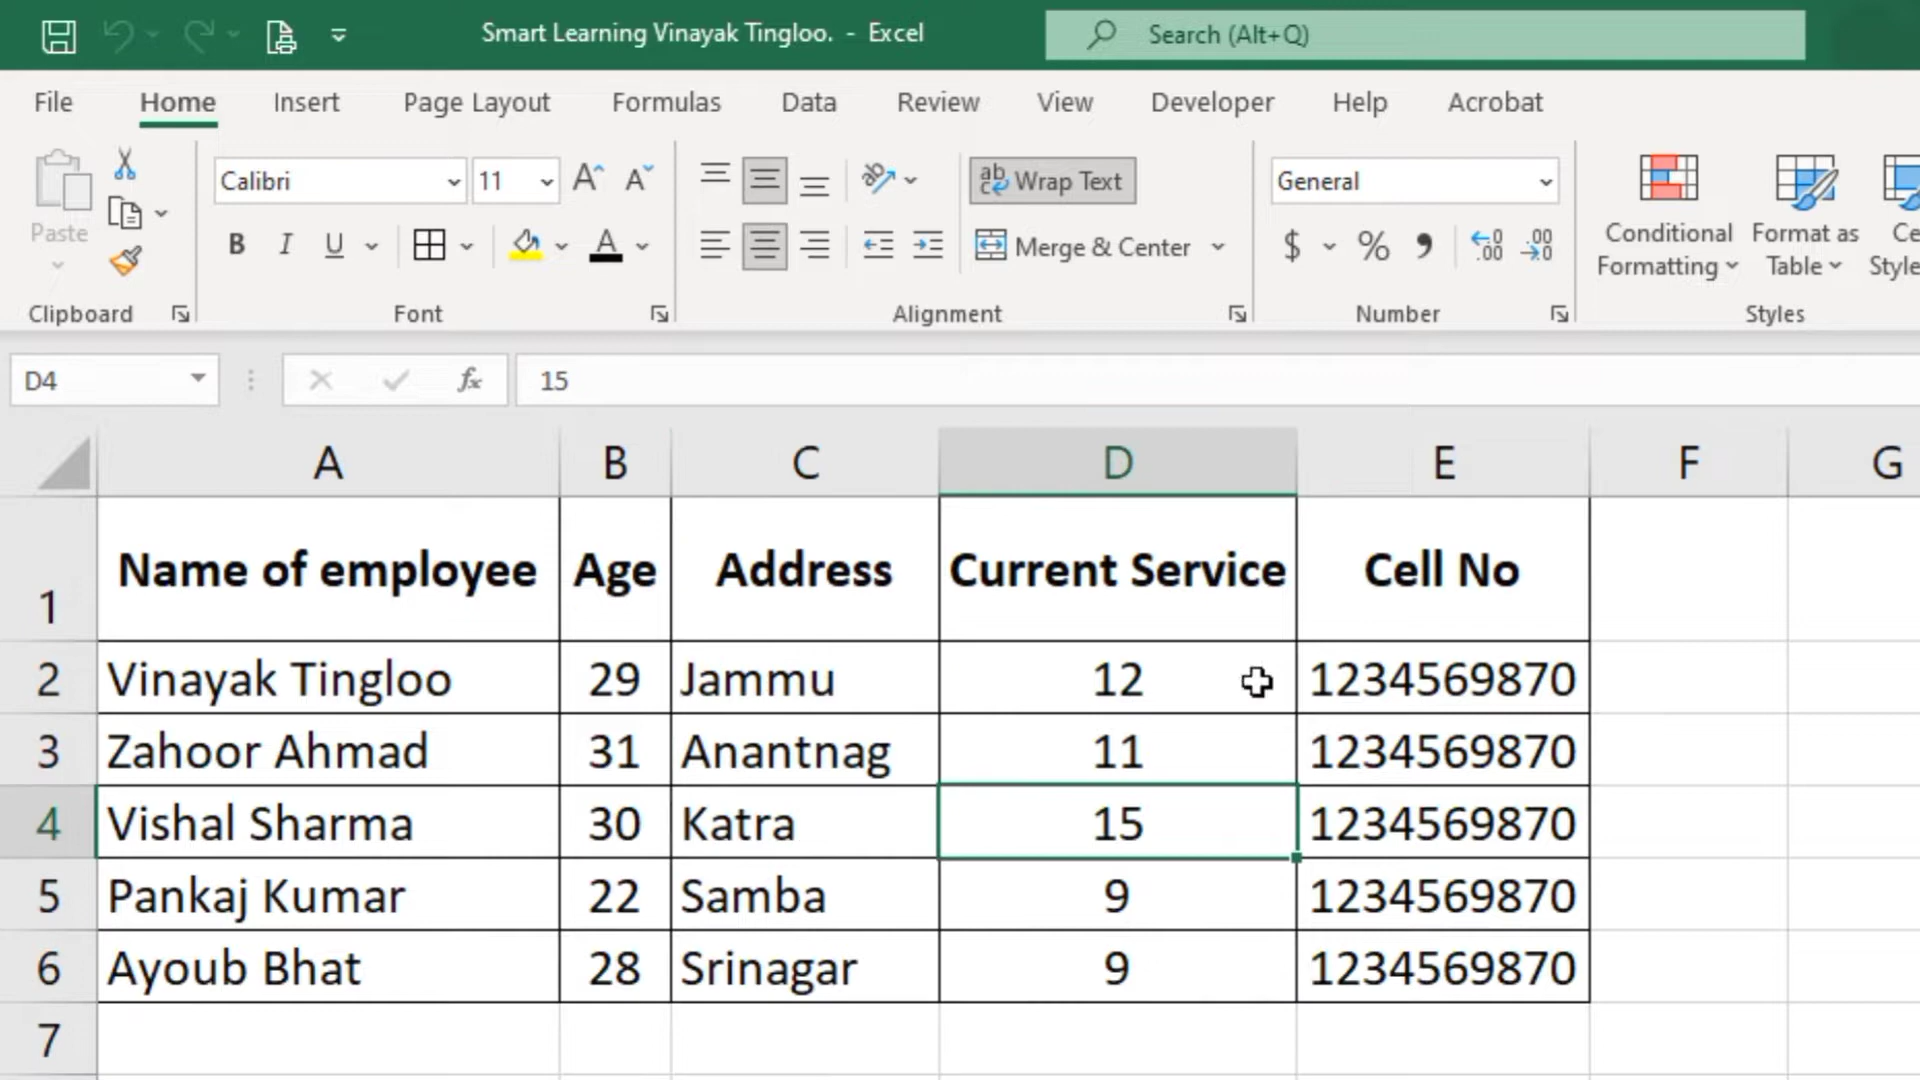 Smart Learning Vinayak Tingloo. - Excel
Search (Alt+Q)
File Home Insert Page Layout Formulas Data Review View Developer Help Acrobat
Paste
Calibri 11 A A
ab Wrap Text
General
B I U A
Merge & Center
$ % , .00 .00
Conditional Formatting
Format as Table
Clipboard Font Alignment Number Styles
D4 fx 15
A B C D E F G
1 Name of employee Age Address Current Service Cell No
2 Vinayak Tingloo 29 Jammu 12 1234569870
3 Zahoor Ahmad 31 Anantnag 11 1234569870
4 Vishal Sharma 30 Katra 15 1234569870
5 Pankaj Kumar 22 Samba 9 1234569870
6 Ayoub Bhat 28 Srinagar 9 1234569870
7